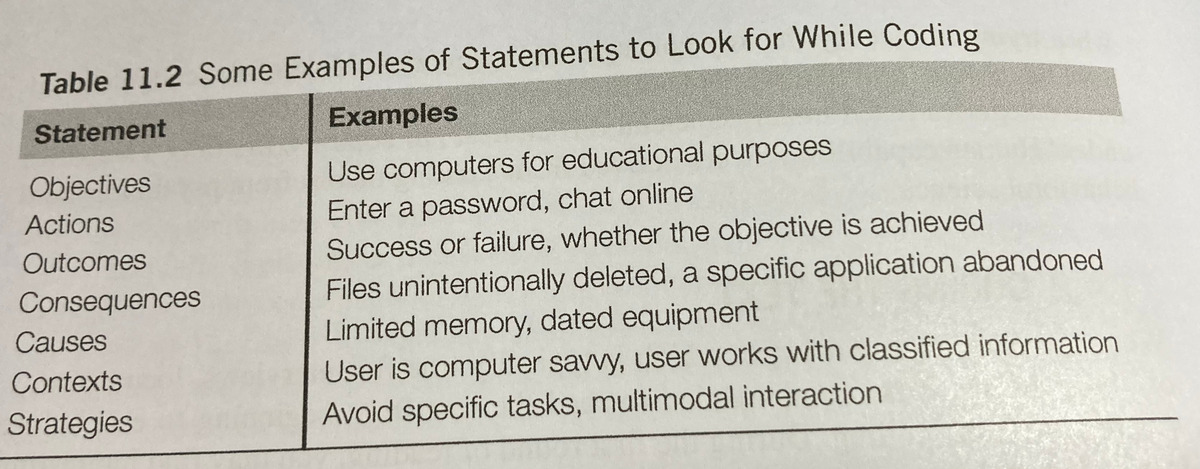 Table 11.2 Some Examples of Statements to Look for While Coding
Statement Examples
Objectives Use computers for educational purposes
Actions Enter a password, chat online
Outcomes Success or failure, whether the objective is achieved
Consequences Files unintentionally deleted, a specific application abandoned
Causes Limited memory, dated equipment
Contexts User is computer savvy, user works with classified information
Strategies Avoid specific tasks, multimodal interaction